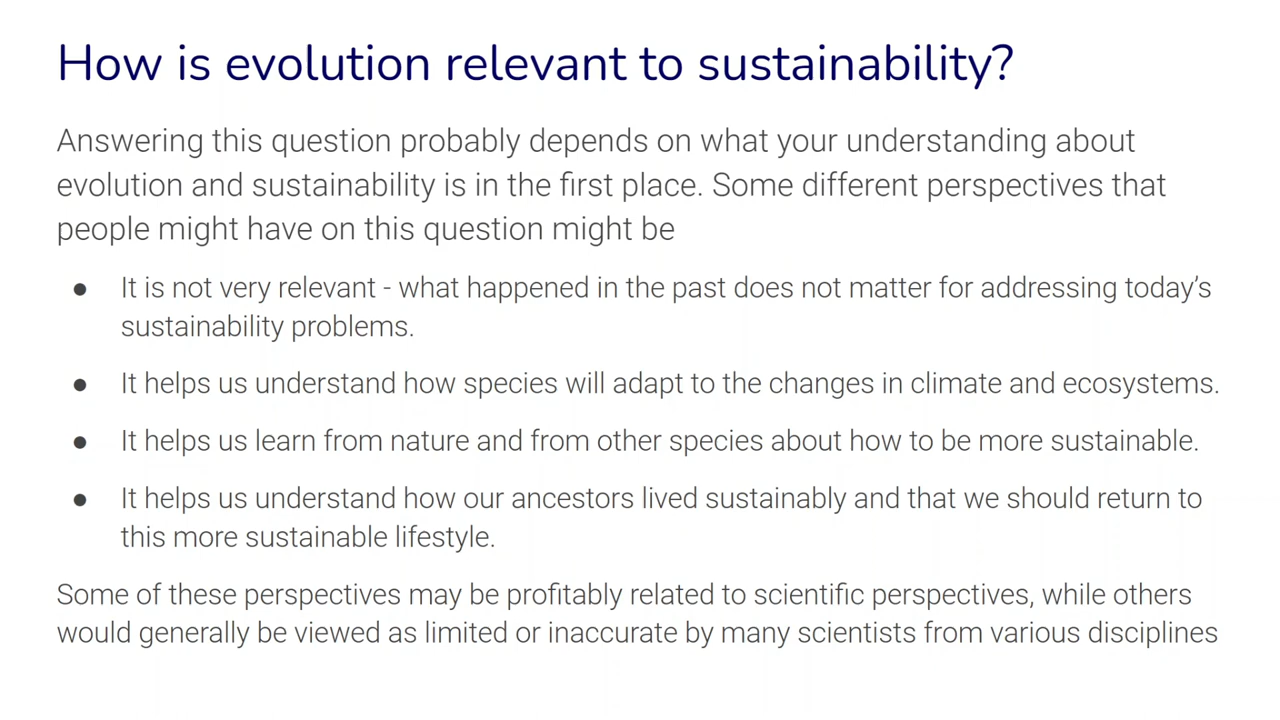 How is evolution relevant to sustainability?
Answering this question probably depends on what your understanding about
evolution and sustainability is in the first place. Some different perspectives that
people might have on this question might be
● It is not very relevant - what happened in the past does not matter for addressing today’s
sustainability problems.
● It helps us understand how species will adapt to the changes in climate and ecosystems.
● It helps us learn from nature and from other species about how to be more sustainable.
● It helps us understand how our ancestors lived sustainably and that we should return to
this more sustainable lifestyle.
Some of these perspectives may be profitably related to scientific perspectives, while others
would generally be viewed as limited or inaccurate by many scientists from various disciplines